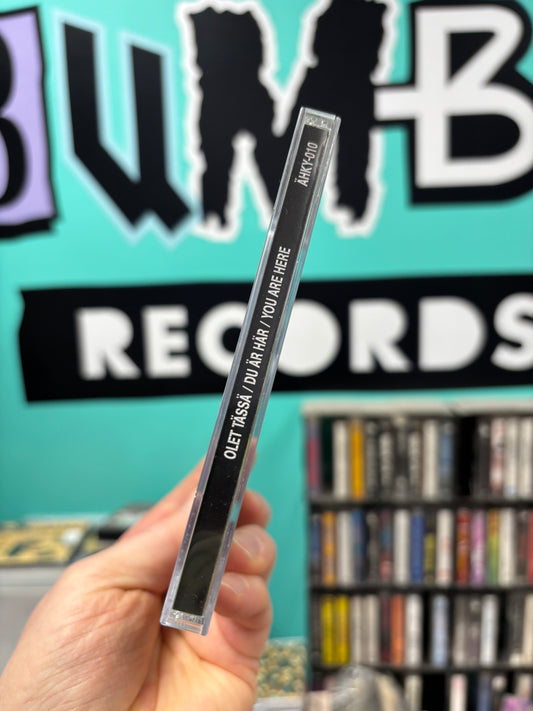 BUMB
RECORDS
OLET TÄSSÄ / DU ÄR HÄR / YOU ARE HERE
ÄHKY-010